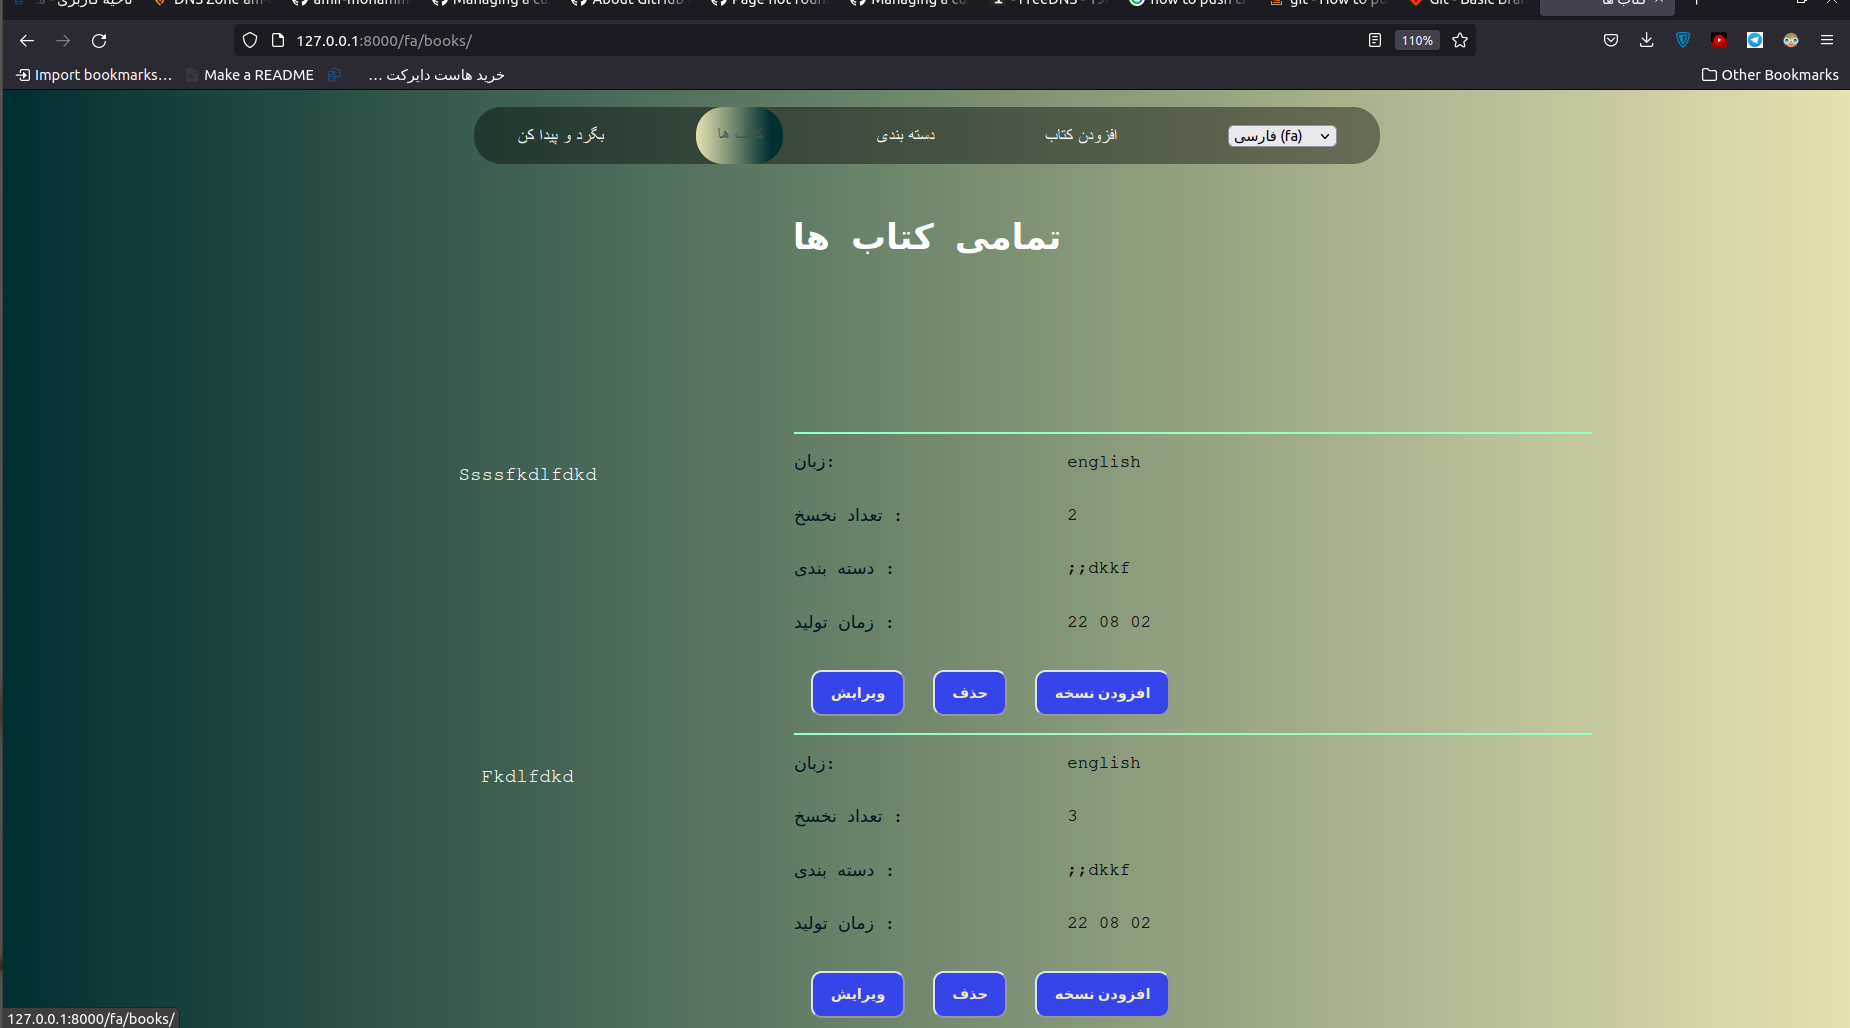 127.0.0.1:8000/fa/books/
110%
Import bookmarks...
Make a README
خرید هاست دایرکت ...
Other Bookmarks
بگرد و پیدا کن
کتاب ها
دسته بندی
افزودن کتاب
فارسی (fa)
تمامی کتاب ها
Ssssfkdlfdkd
زبان: english
تعداد نخسخ : 2
دسته بندی : ;;dkkf
زمان تولید : 22 08 02
ویرایش
حذف
افزودن نسخه
Fkdlfdkd
زبان: english
تعداد نخسخ : 3
دسته بندی : ;;dkkf
زمان تولید : 22 08 02
ویرایش
حذف
افزودن نسخه
127.0.0.1:8000/fa/books/